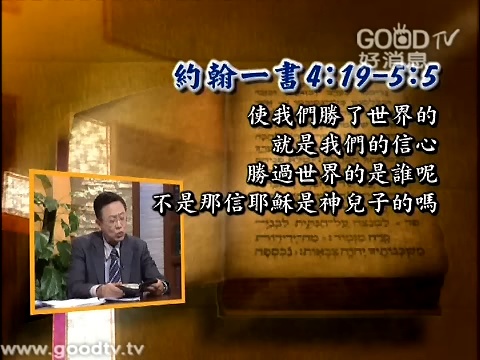 GOODTV
好消息
約翰一書4:19-5:5
使我們勝了世界的
就是我們的信心
勝過世界的是誰呢
不是那信耶穌是神兒子的嗎
www.goodtv.tv